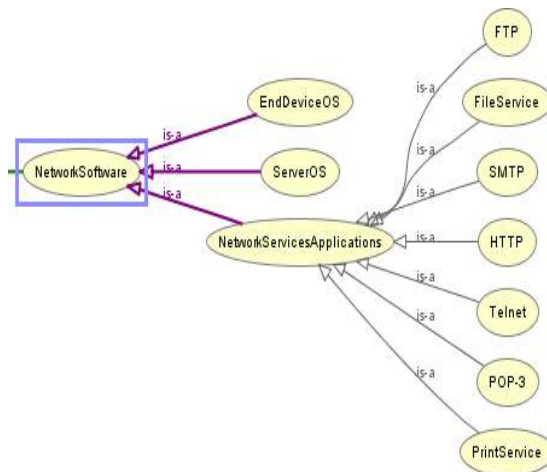 FTP
is-a
FileService
EndDeviceOS
is-a
is-a
NetworkSoftware
is-a
ServerOS
is-a
SMTP
is-a
NetworkServicesApplications
is-a
HTTP
is-a
Telnet
is-a
POP-3
is-a
PrintService